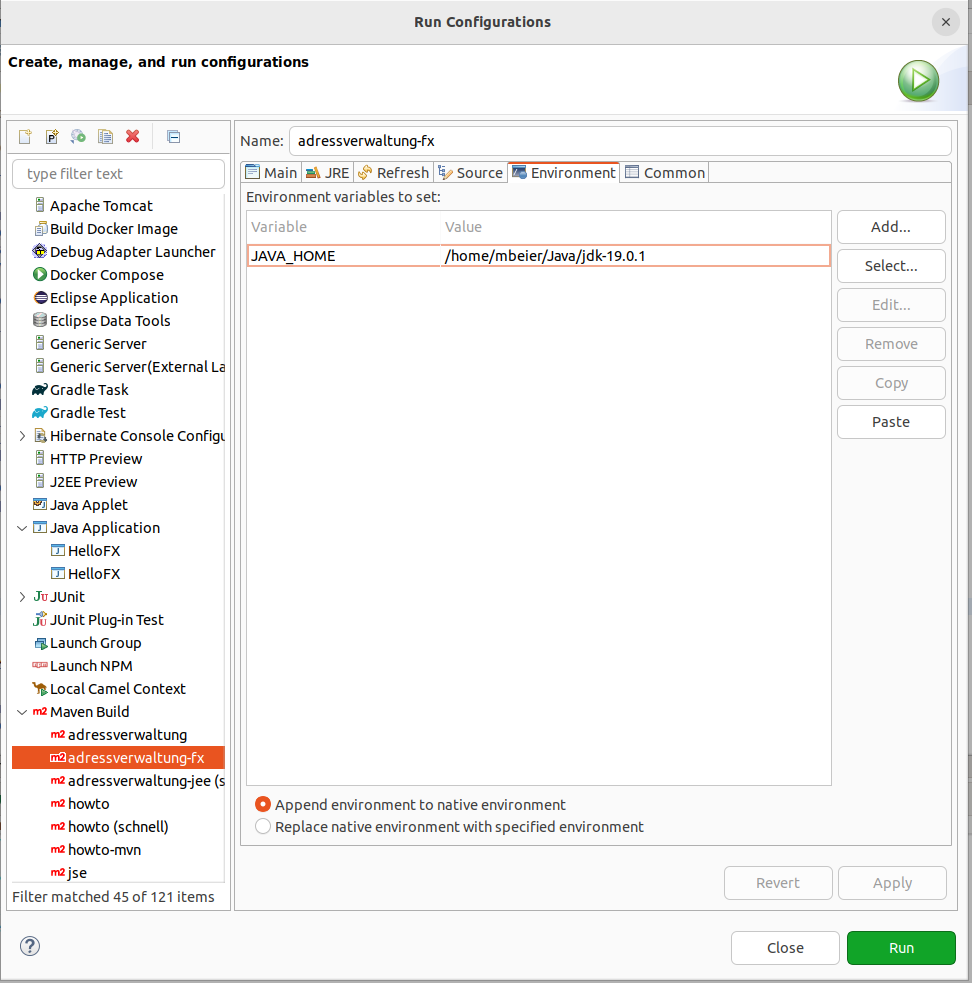 Run Configurations
Create, manage, and run configurations
type filter text
Apache Tomcat
Build Docker Image
Debug Adapter Launcher
Docker Compose
Eclipse Application
Eclipse Data Tools
Generic Server
Generic Server(External La
Gradle Task
Gradle Test
Hibernate Console Configu
HTTP Preview
J2EE Preview
Java Applet
Java Application
HelloFX
HelloFX
JUnit
JUnit Plug-in Test
Launch Group
Launch NPM
Local Camel Context
Maven Build
adressverwaltung
adressverwaltung-fx
adressverwaltung-jee (s
howto
howto (schnell)
howto-mvn
jse
Filter matched 45 of 121 items
Name: adressverwaltung-fx
Main JRE Refresh Source Environment Common
Environment variables to set:
Variable Value
JAVA_HOME /home/mbeier/Java/jdk-19.0.1
Add...
Select...
Edit...
Remove
Copy
Paste
Append environment to native environment
Replace native environment with specified environment
Revert Apply
Close Run